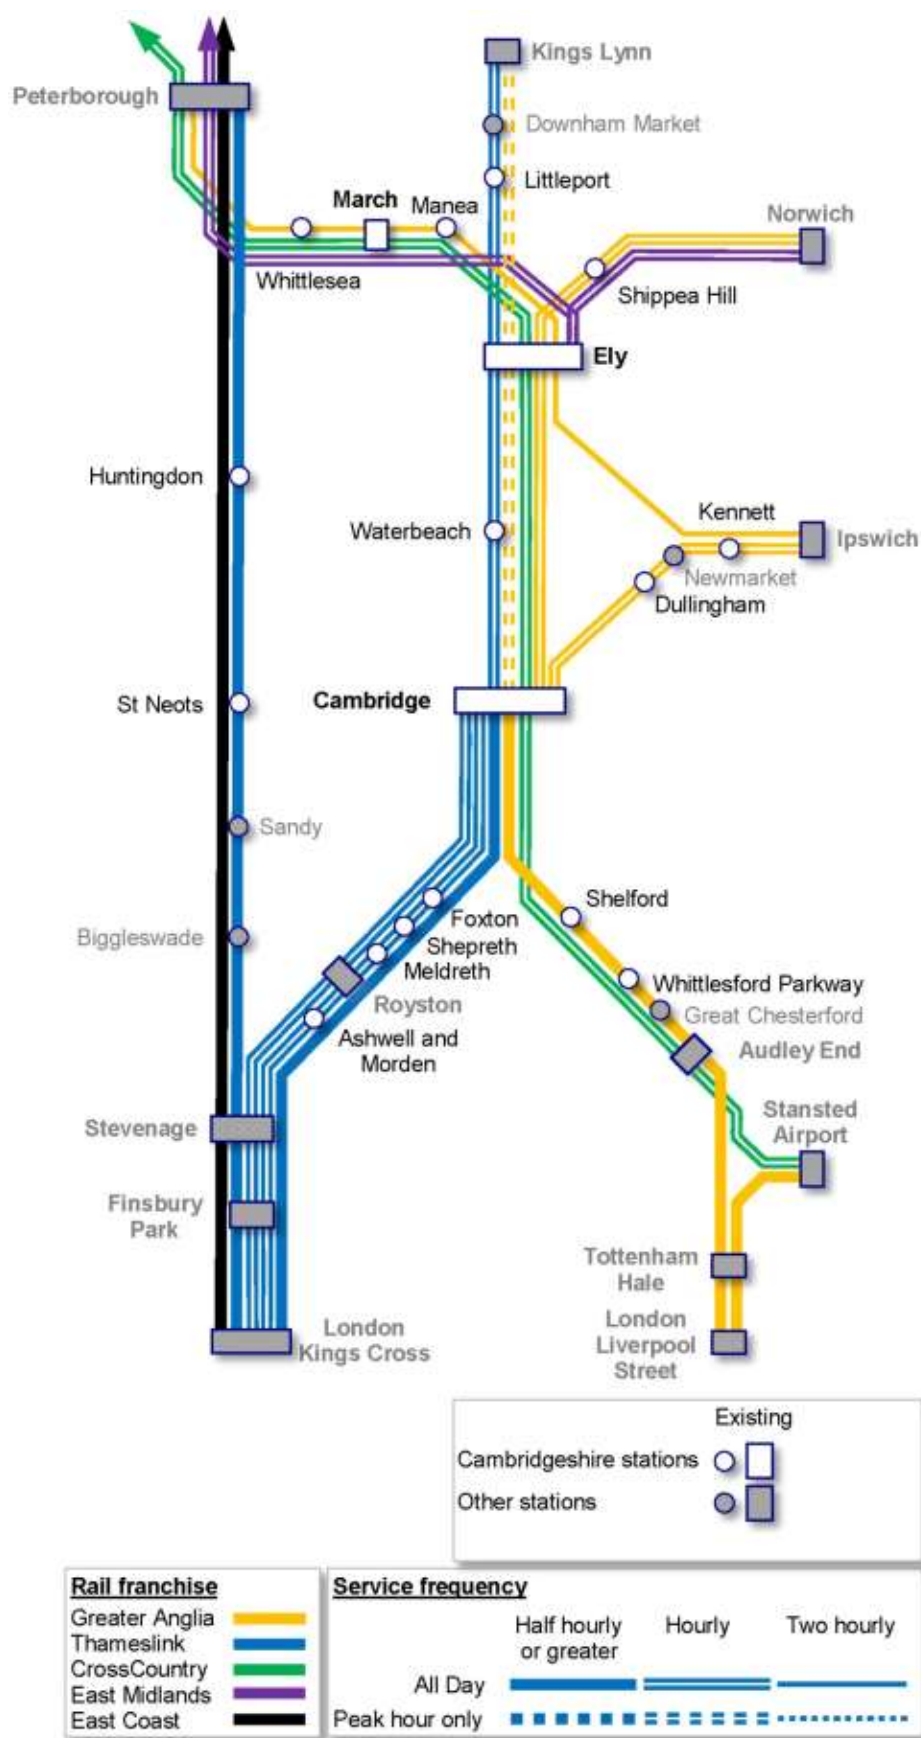 Kings Lynn
Peterborough
Downham Market
Littleport
March
Manea
Norwich
Whittlesea
Shippea Hill
Ely
Huntingdon
Kennett
Waterbeach
Ipswich
Newmarket
Dullingham
Cambridge
St Neots
Sandy
Shelford
Foxton
Biggleswade
Shepreth
Meldreth
Whittlesford Parkway
Royston
Great Chesterford
Ashwell and
Morden
Audley End
Stevenage
Stansted
Airport
Finsbury
Park
Tottenham
Hale
London
Kings Cross
London
Liverpool
Street
Existing
Cambridgeshire stations
Other stations
Rail franchise
Greater Anglia
Thameslink
CrossCountry
East Midlands
East Coast
Service frequency
Half hourly
or greater
Hourly
Two hourly
All Day
Peak hour only